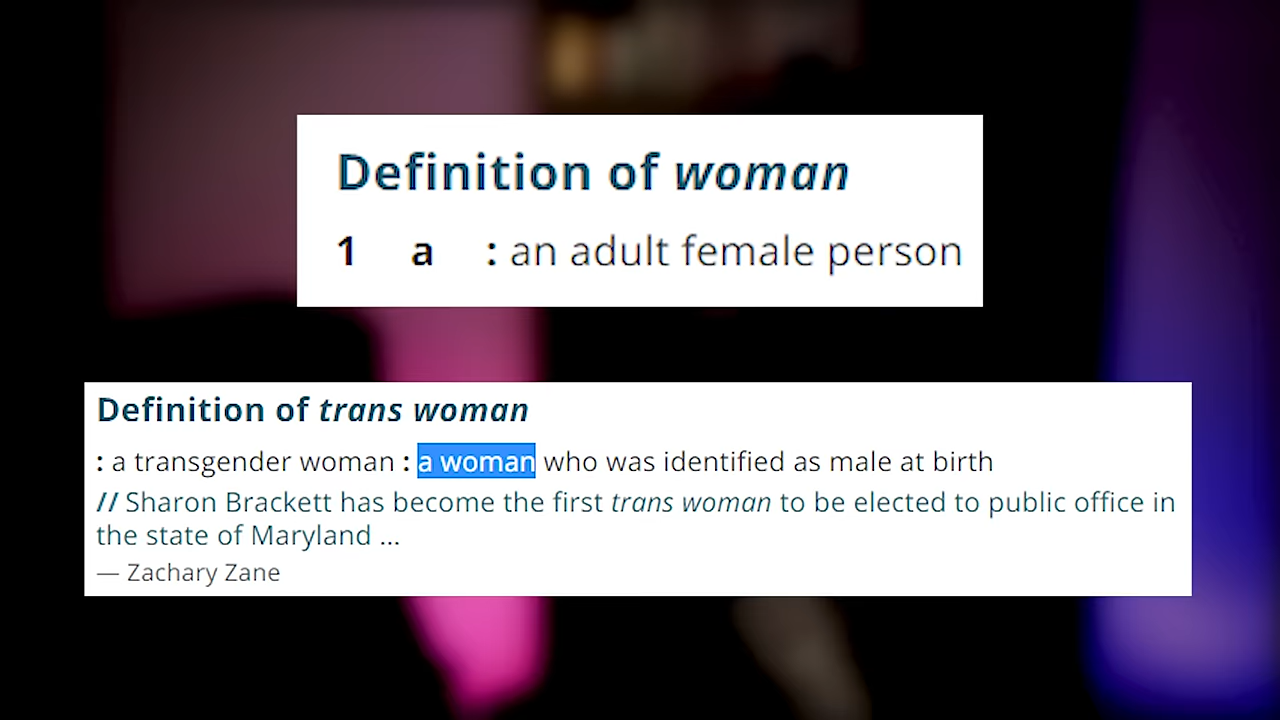 Definition of woman
1 a : an adult female person
Definition of trans woman
: a transgender woman : a woman who was identified as male at birth
// Sharon Brackett has become the first trans woman to be elected to public office in
the state of Maryland ...
— Zachary Zane